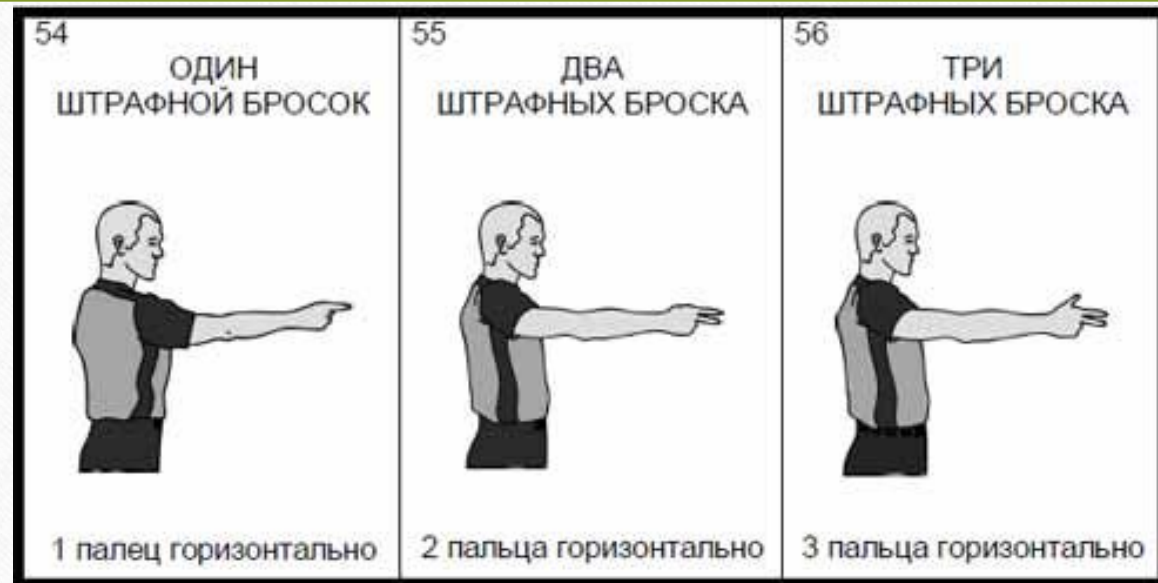 54
ОДИН
ШТРАФНОЙ БРОСОК
1 палец горизонтально
55
ДВА
ШТРАФНЫХ БРОСКА
2 пальца горизонтально
56
ТРИ
ШТРАФНЫХ БРОСКА
3 пальца горизонтально